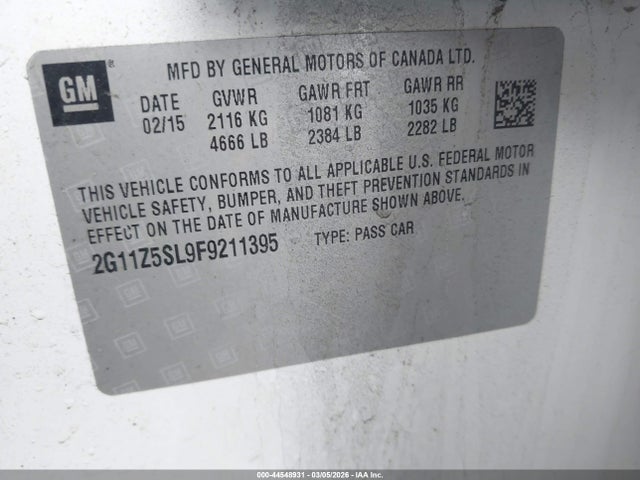 GM
MFD BY GENERAL MOTORS OF CANADA LTD.
DATE GVWR GAWR FRT GAWR RR
02/15 2116 KG 1081 KG 1035 KG
4666 LB 2384 LB 2282 LB
THIS VEHICLE CONFORMS TO ALL APPLICABLE U.S. FEDERAL MOTOR
VEHICLE SAFETY, BUMPER, AND THEFT PREVENTION STANDARDS IN
EFFECT ON THE DATE OF MANUFACTURE SHOWN ABOVE.
2G11Z5SL9F9211395 TYPE: PASS CAR
000-44548931 - 03/05/2026 - IAA Inc.